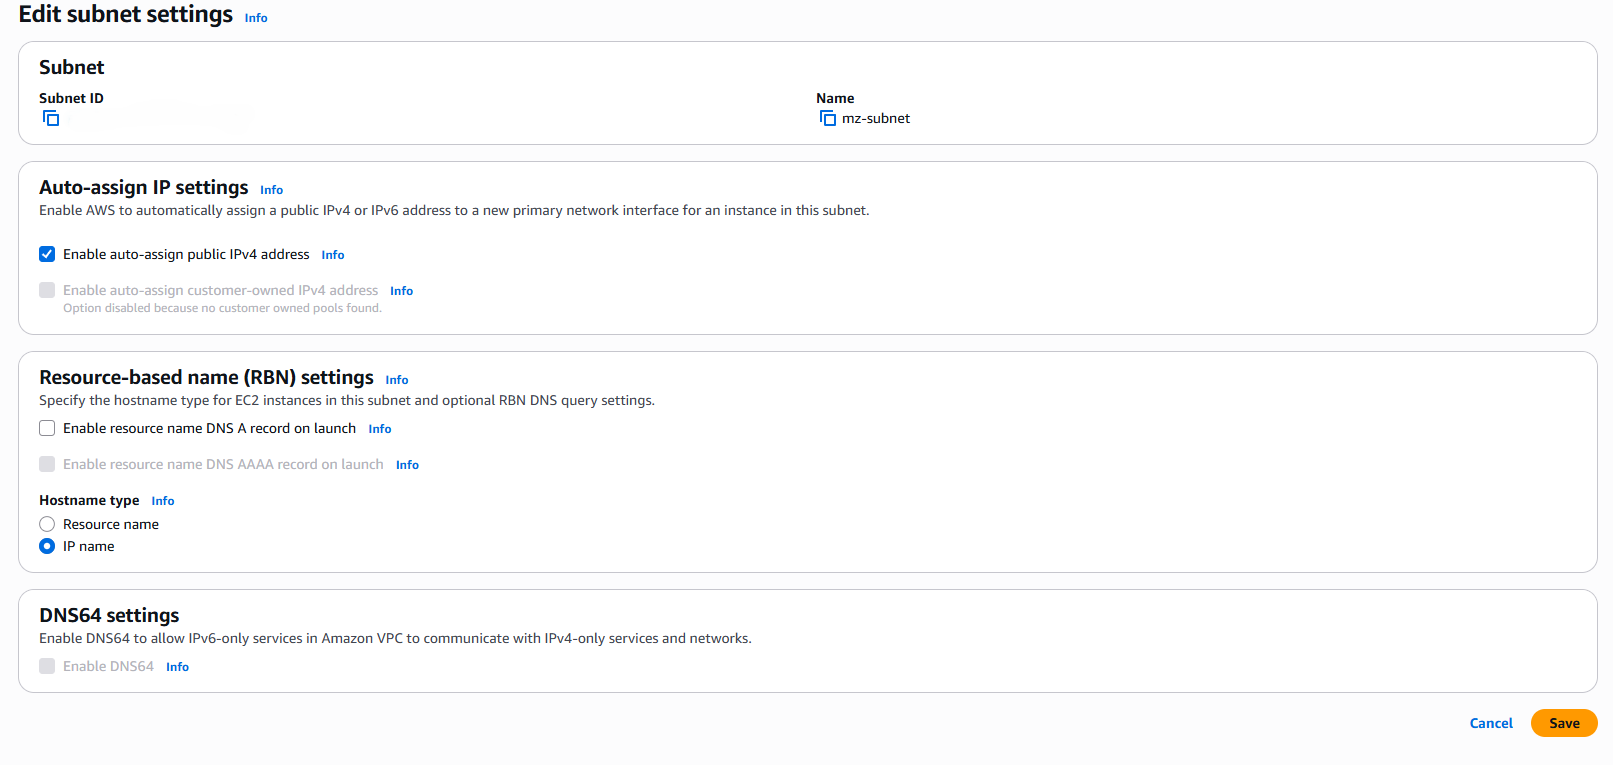 Edit subnet settings Info
Subnet
Subnet ID
Name
mz-subnet
Auto-assign IP settings Info
Enable AWS to automatically assign a public IPv4 or IPv6 address to a new primary network interface for an instance in this subnet.
Enable auto-assign public IPv4 address Info
Enable auto-assign customer-owned IPv4 address Info
Option disabled because no customer owned pools found.
Resource-based name (RBN) settings Info
Specify the hostname type for EC2 instances in this subnet and optional RBN DNS query settings.
Enable resource name DNS A record on launch Info
Enable resource name DNS AAAA record on launch Info
Hostname type Info
Resource name
IP name
DNS64 settings
Enable DNS64 to allow IPv6-only services in Amazon VPC to communicate with IPv4-only services and networks.
Enable DNS64 Info
Cancel Save